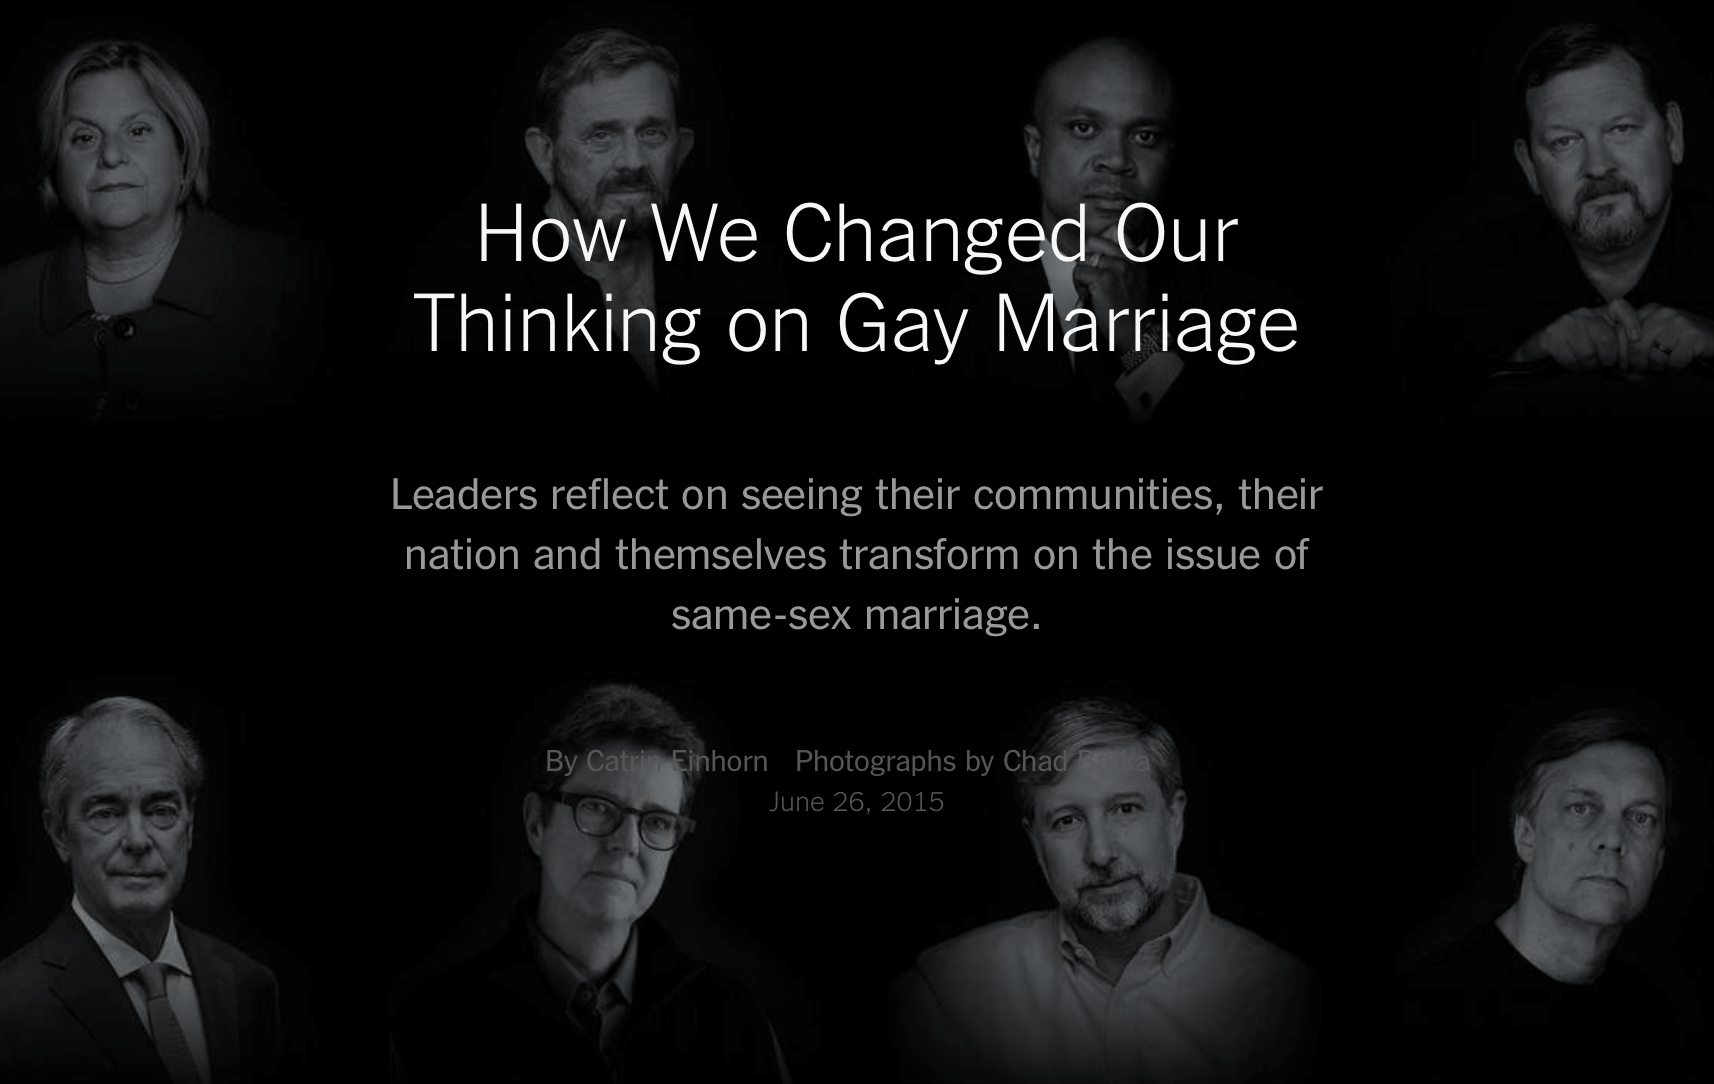 How We Changed Our
Thinking on Gay Marriage
Leaders reflect on seeing their communities, their
nation and themselves transform on the issue of
same-sex marriage.
By Catrin Einhorn Photographs by Chad
June 26, 2015